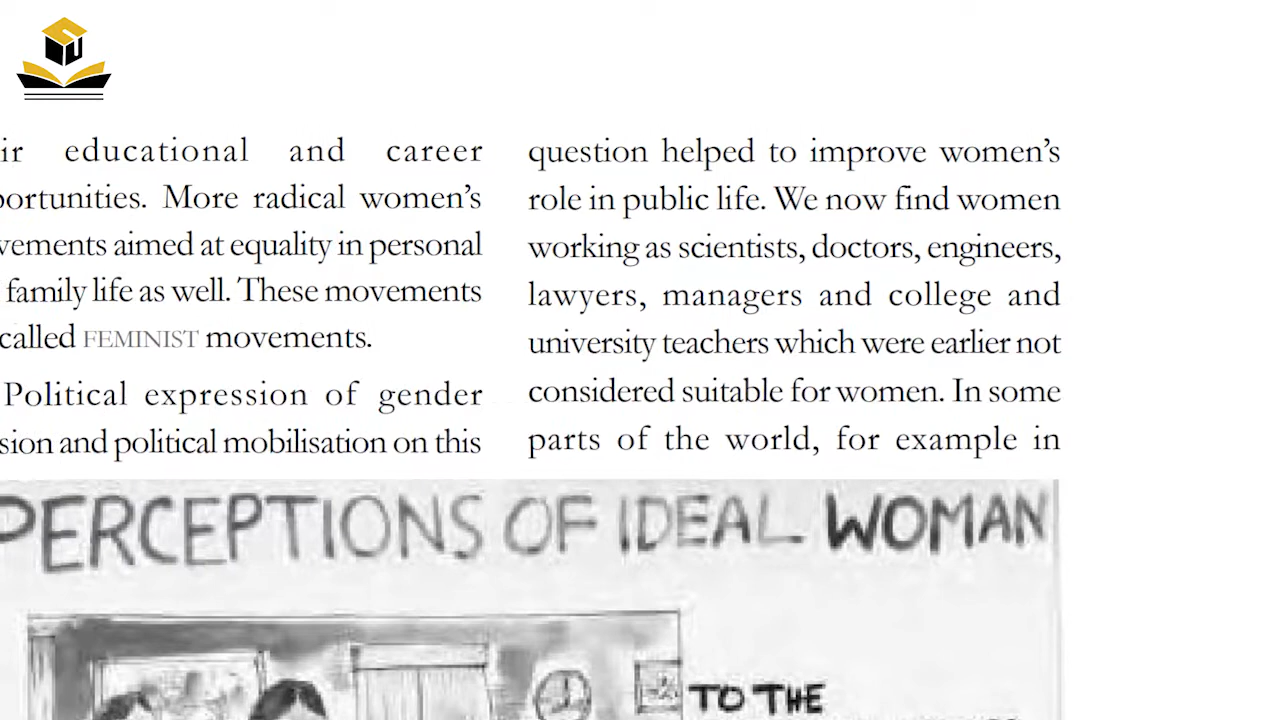 ir educational and career
portunities. More radical women's
vements aimed at equality in personal
family life as well. These movements
called FEMINIST movements.
Political expression of gender
sion and political mobilisation on this
question helped to improve women's
role in public life. We now find women
working as scientists, doctors, engineers,
lawyers, managers and college and
university teachers which were earlier not
considered suitable for women. In some
parts of the world, for example in
PERCEPTIONS OF IDEAL WOMAN
TO THE